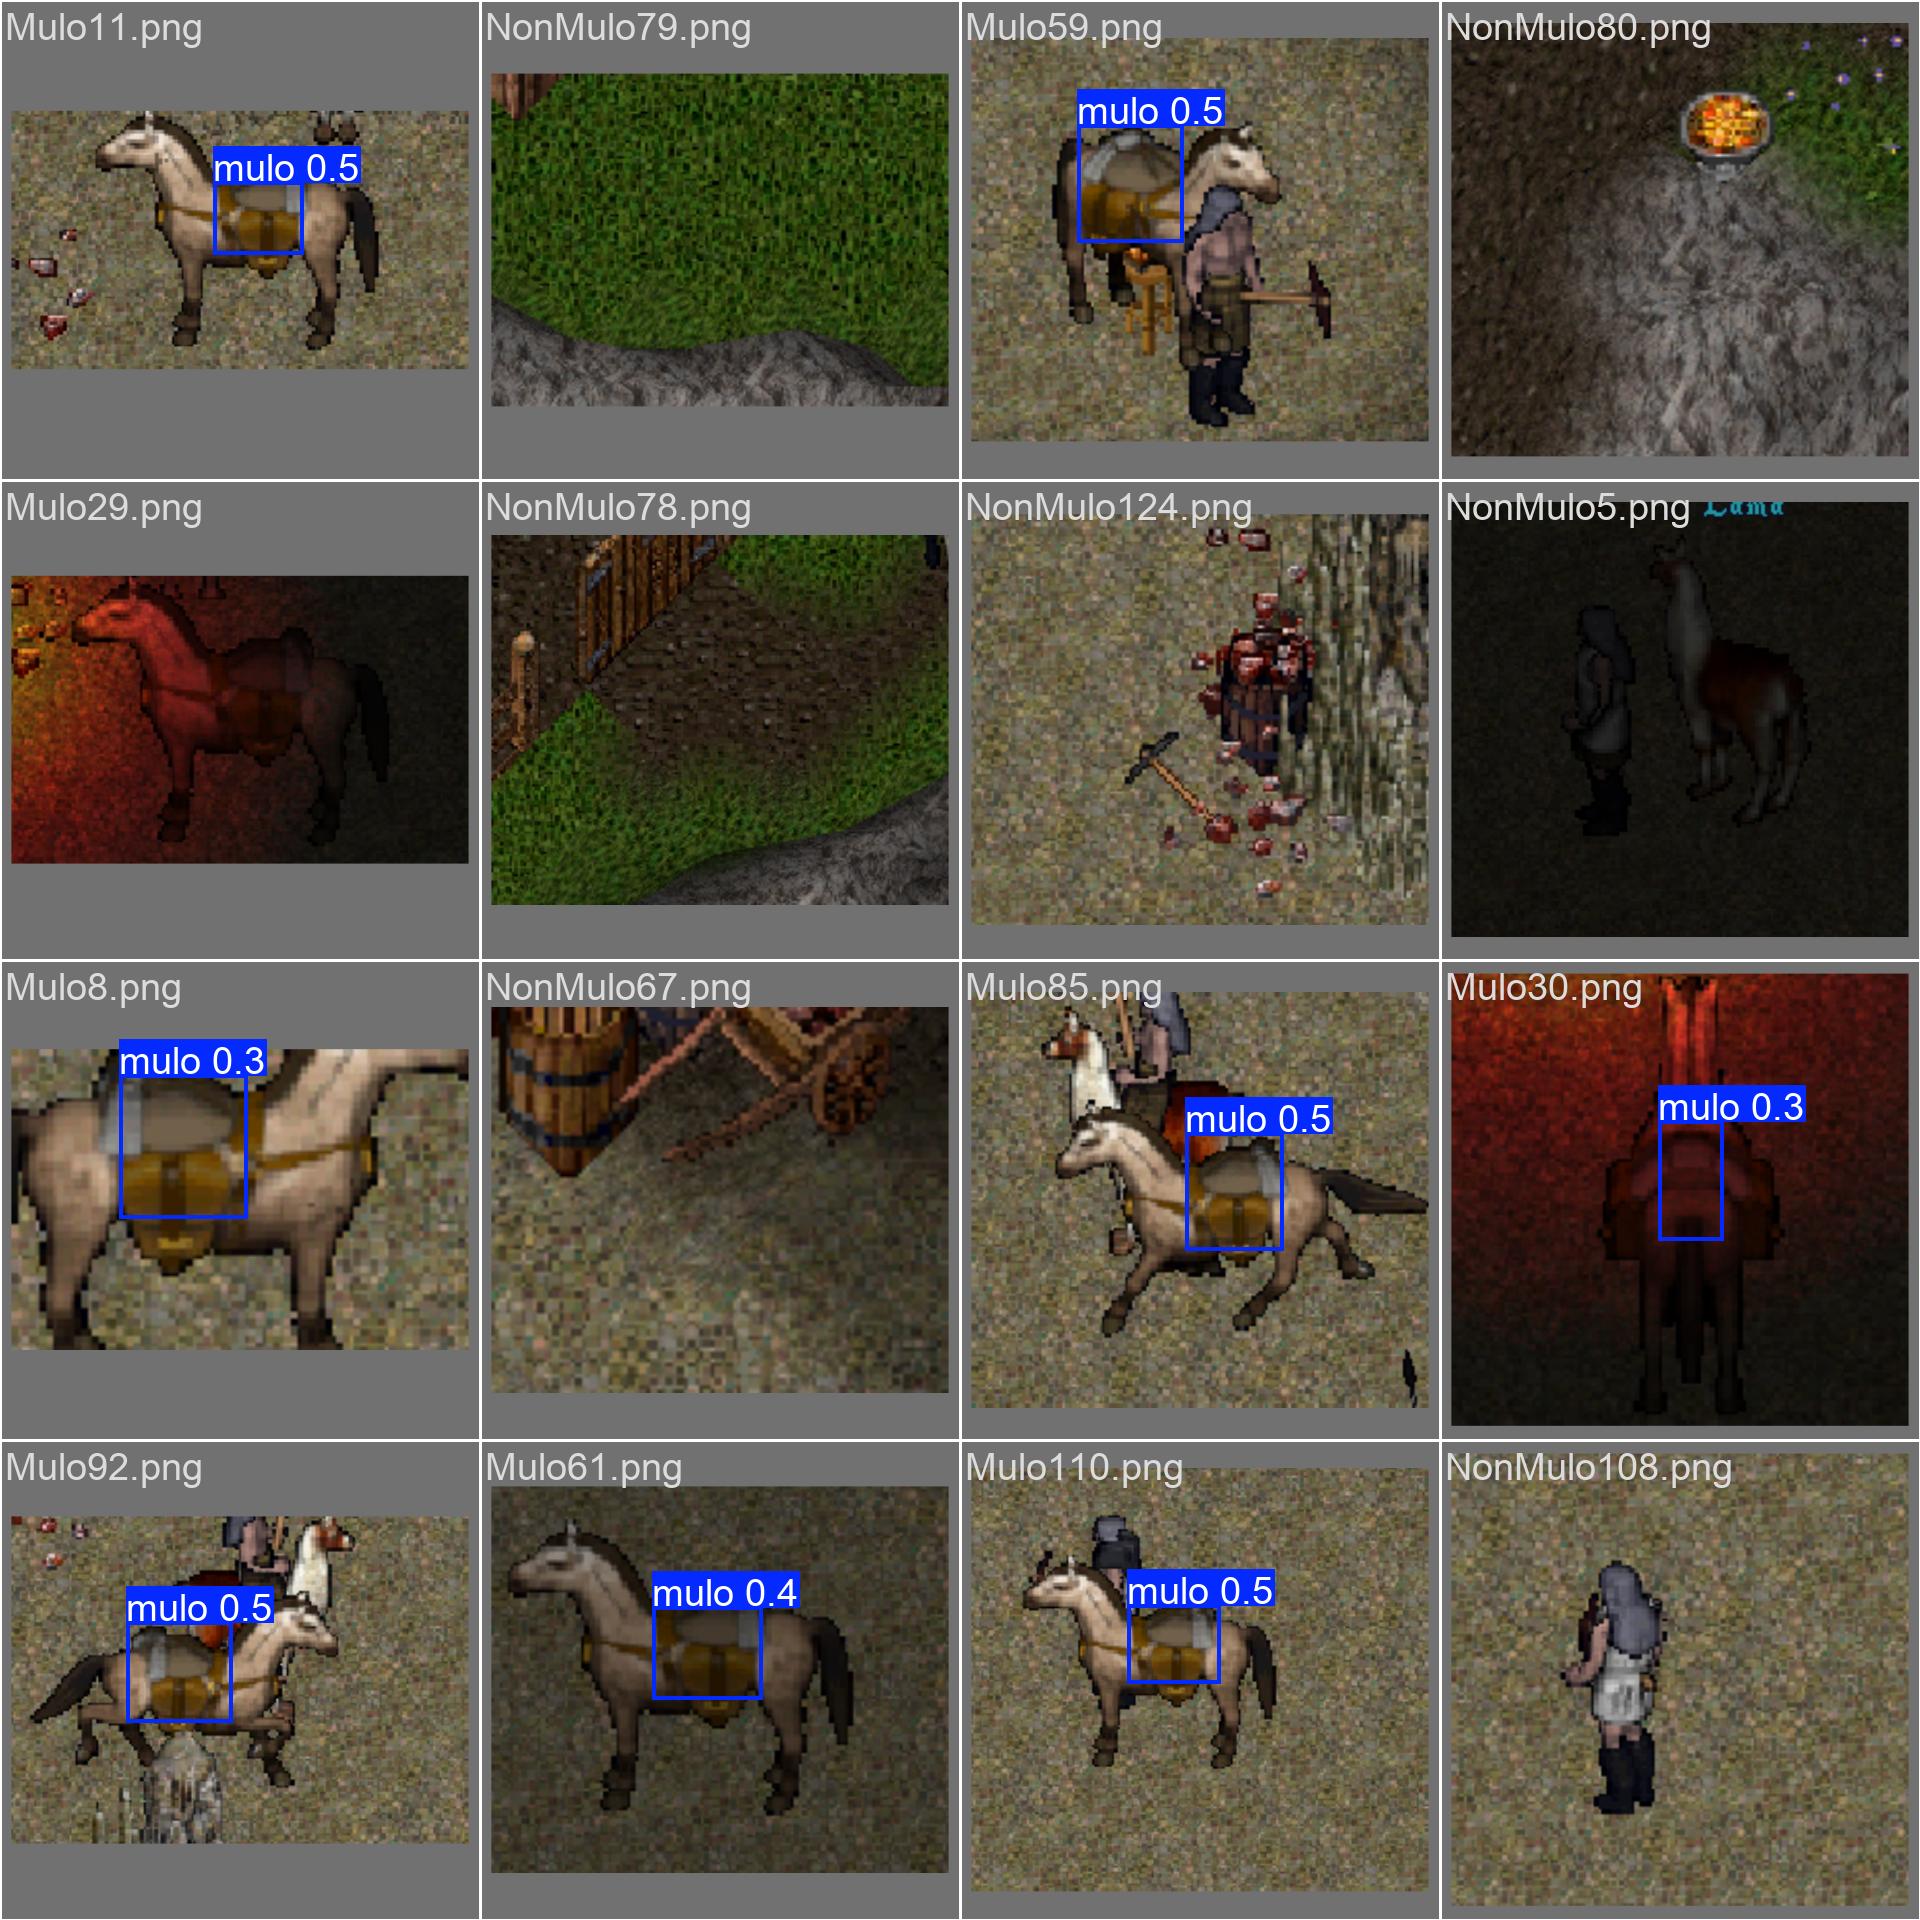 Mulo11.png
NonMulo79.png
Mulo59.png
NonMulo80.png
mulo 0.5
mulo 0.5
Mulo29.png
NonMulo78.png
NonMulo124.png
NonMulo5.png
Lama
Mulo8.png
NonMulo67.png
Mulo85.png
Mulo30.png
mulo 0.3
mulo 0.5
mulo 0.3
Mulo92.png
Mulo61.png
Mulo110.png
NonMulo108.png
mulo 0.5
mulo 0.4
mulo 0.5